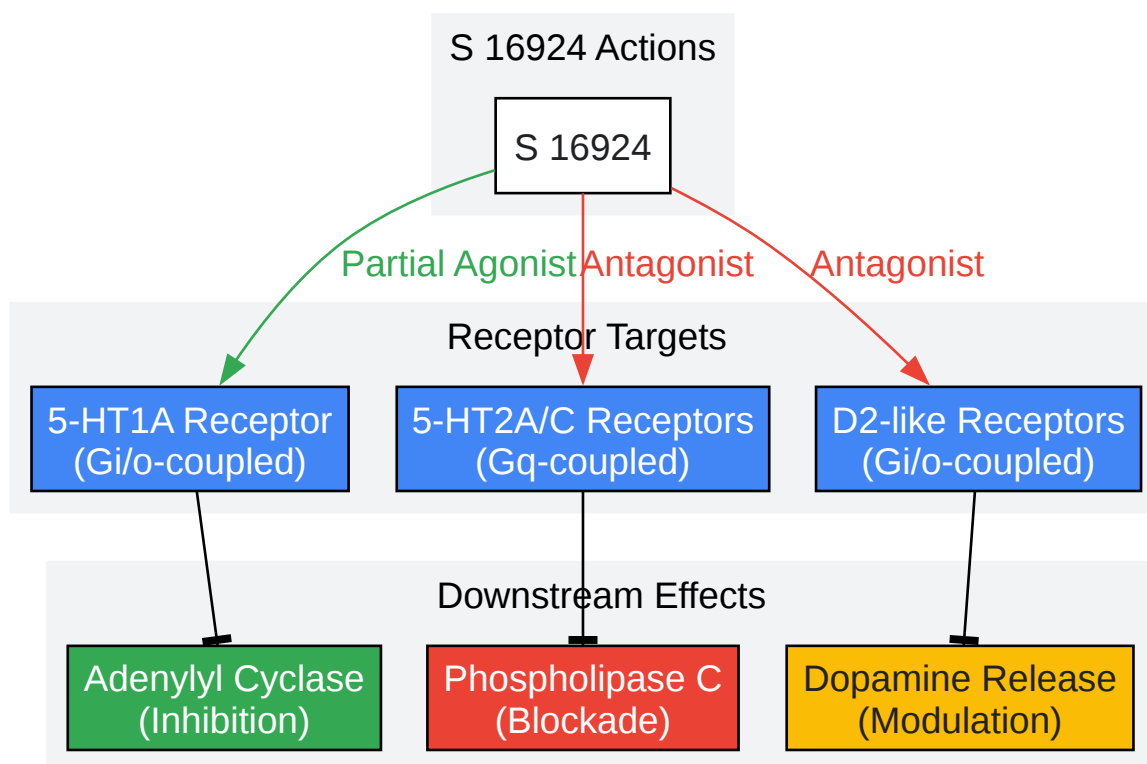 S 16924 Actions
S 16924
Partial Agonist
Antagonist
Antagonist
Receptor Targets
5-HT1A Receptor
(Gi/o-coupled)
5-HT2A/C Receptors
(Gq-coupled)
D2-like Receptors
(Gi/o-coupled)
Downstream Effects
Adenylyl Cyclase
(Inhibition)
Phospholipase C
(Blockade)
Dopamine Release
(Modulation)